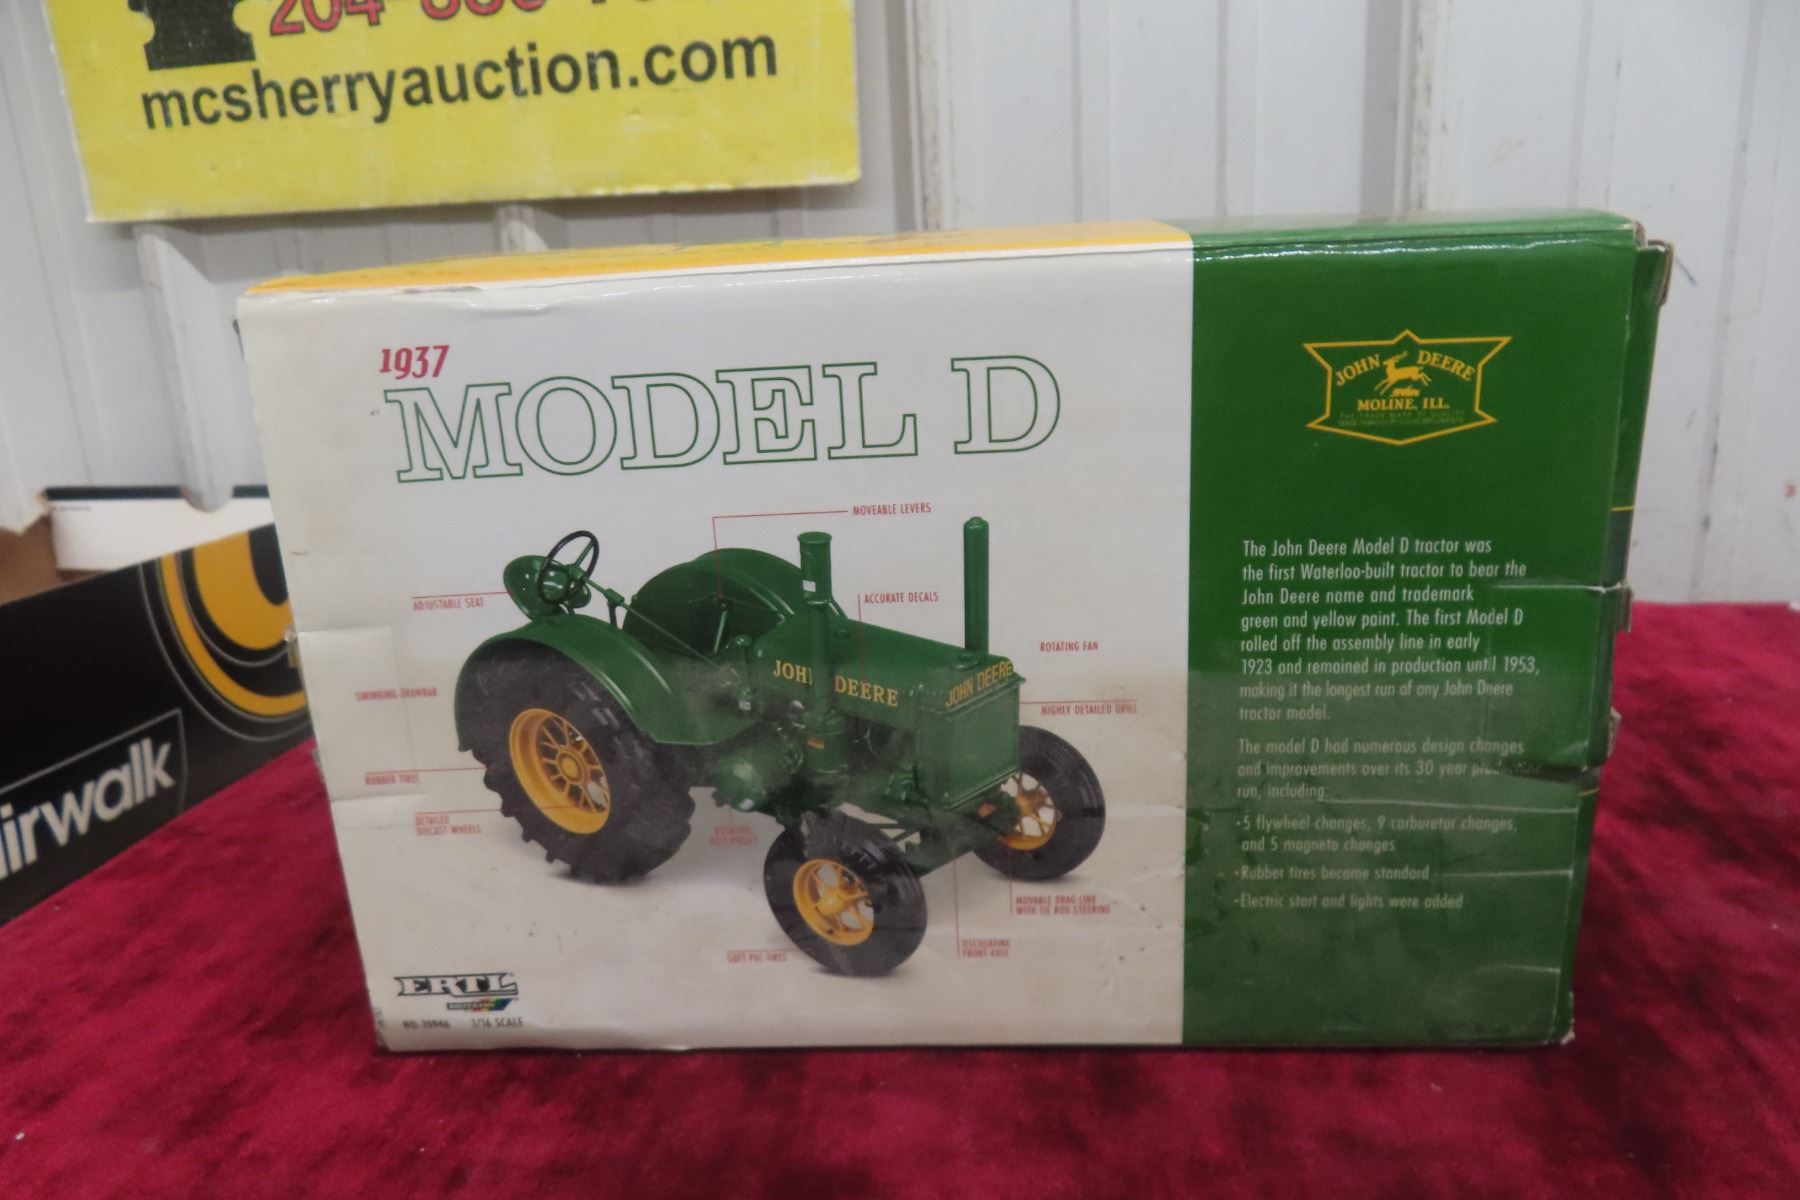 mcsherryauction.com
1937
MODEL D
MOVEABLE LEVERS
ADJUSTABLE SEAT
ACCURATE DECALS
ROTATING FAN
SWINGING DRAWBAR
JOHN DEERE
JOHN DEERE
HIGHLY DETAILED GRILL
RUBBER TIRES
DETAILED
DIECAST WHEELS
ROTATING
BELT PULLEY
MOVABLE DRAG LINK
WITH TIE ROD STEERING
OSCILLATING
FRONT AXLE
SOFT PVC TIRES
ERTL
1/16 SCALE
JOHN DEERE
MOLINE, ILL.
The John Deere Model D tractor was
the first Waterloo-built tractor to bear the
John Deere name and trademark
green and yellow paint. The first Model D
rolled off the assembly line in early
1923 and remained in production until 1953,
making it the longest run of any John Deere
tractor model.
The model D had numerous design changes
and improvements over its 30 year production
run, including:
•5 flywheel changes, 9 carburetor changes,
and 5 magneto changes
•Rubber tires became standard
•Electric start and lights were added
airwalk